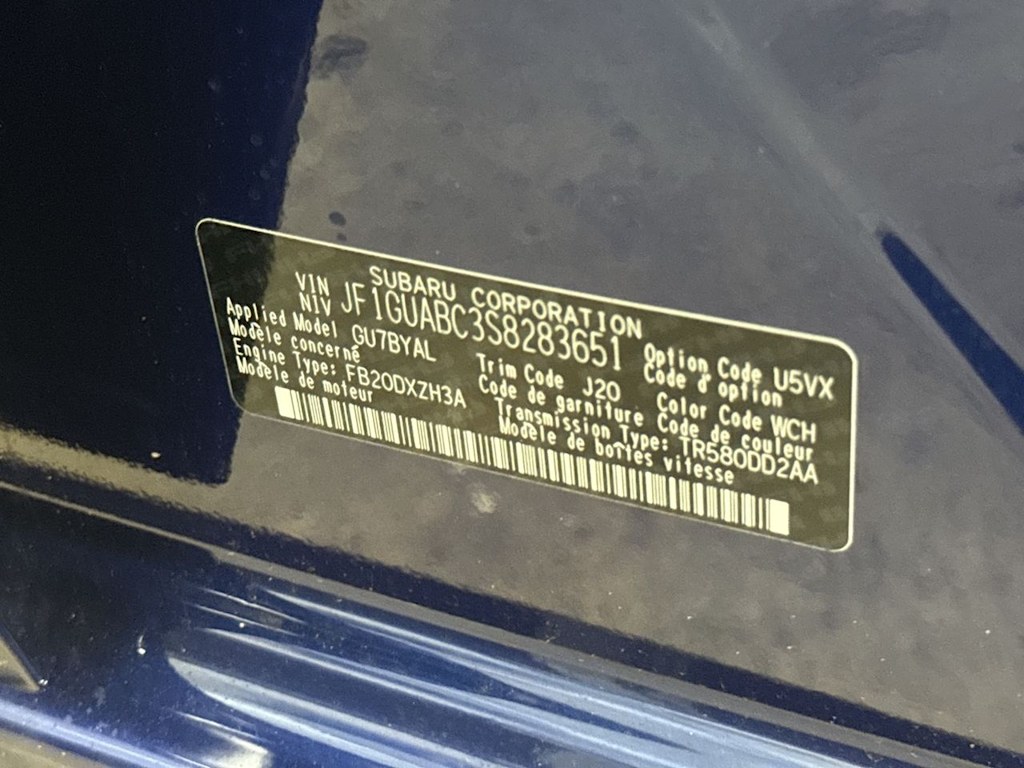 SUBARU CORPORATION
VIN
NIV JF1GUABC3S8283651
Applied Model GU7BYAL
Modèle concerné
Trim Code J20
Code de garniture
Option Code U5VX
Code d'option
Engine Type: FB20DXZH3A
Modèle de moteur
Color Code WCH
Code de couleur
Transmission Type: TR580DD2AA
Modèle de boîtes vitesse